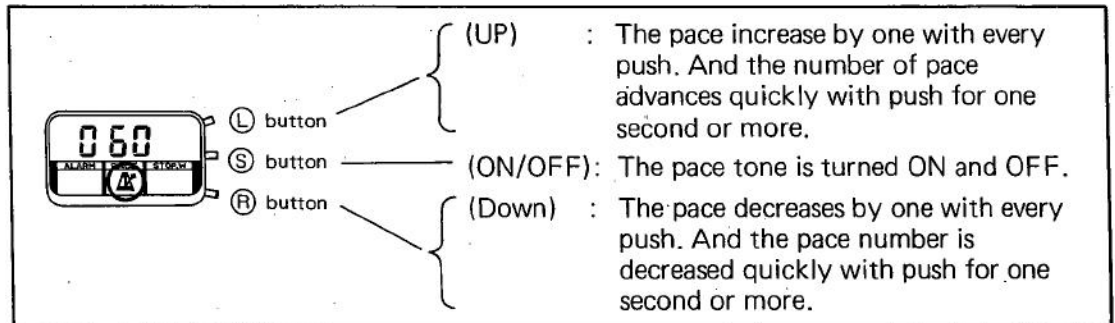 (UP) : The pace increase by one with every
push. And the number of pace
advances quickly with push for one
second or more.
060
ALARM STOP.W
Ⓛ button
Ⓢ button
Ⓡ button
(ON/OFF): The pace tone is turned ON and OFF.
(Down) : The pace decreases by one with every
push. And the pace number is
decreased quickly with push for one
second or more.